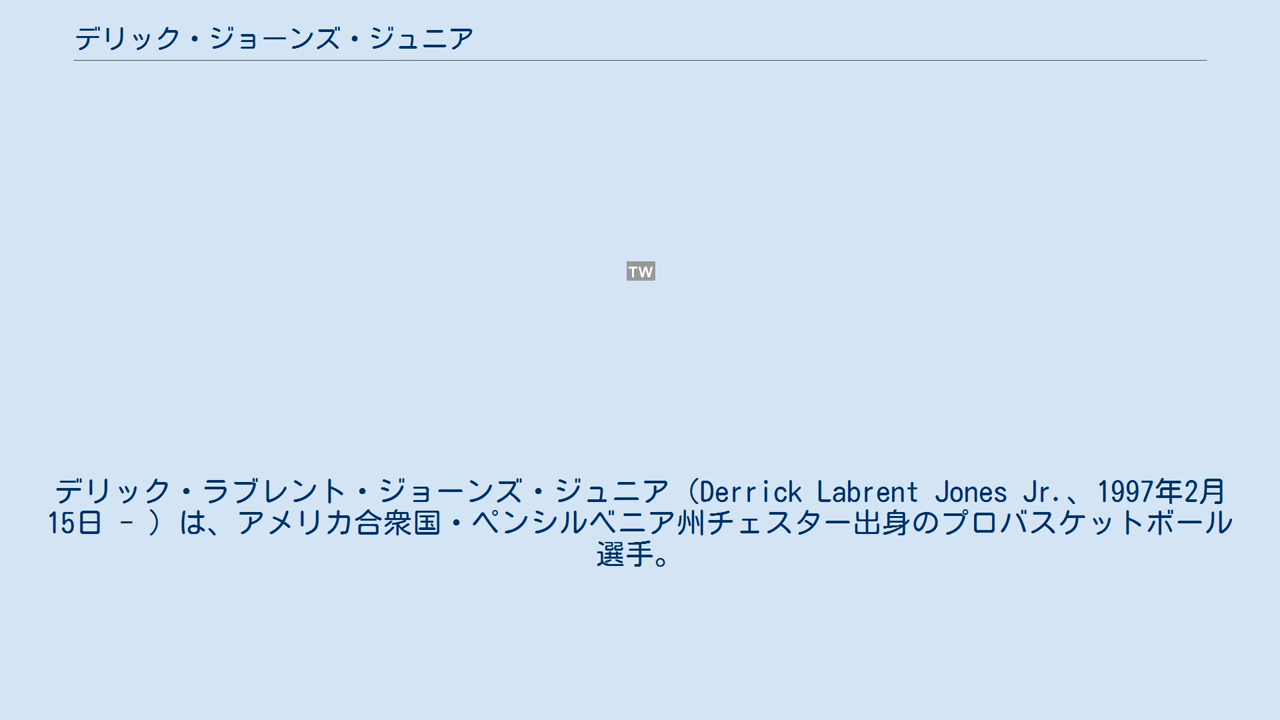 デリック・ジョーンズ・ジュニア
TW
デリック・ラブレント・ジョーンズ・ジュニア（Derrick Labrent Jones Jr.、1997年2月
15日 - ）は、アメリカ合衆国・ペンシルベニア州チェスター出身のプロバスケットボール
選手。